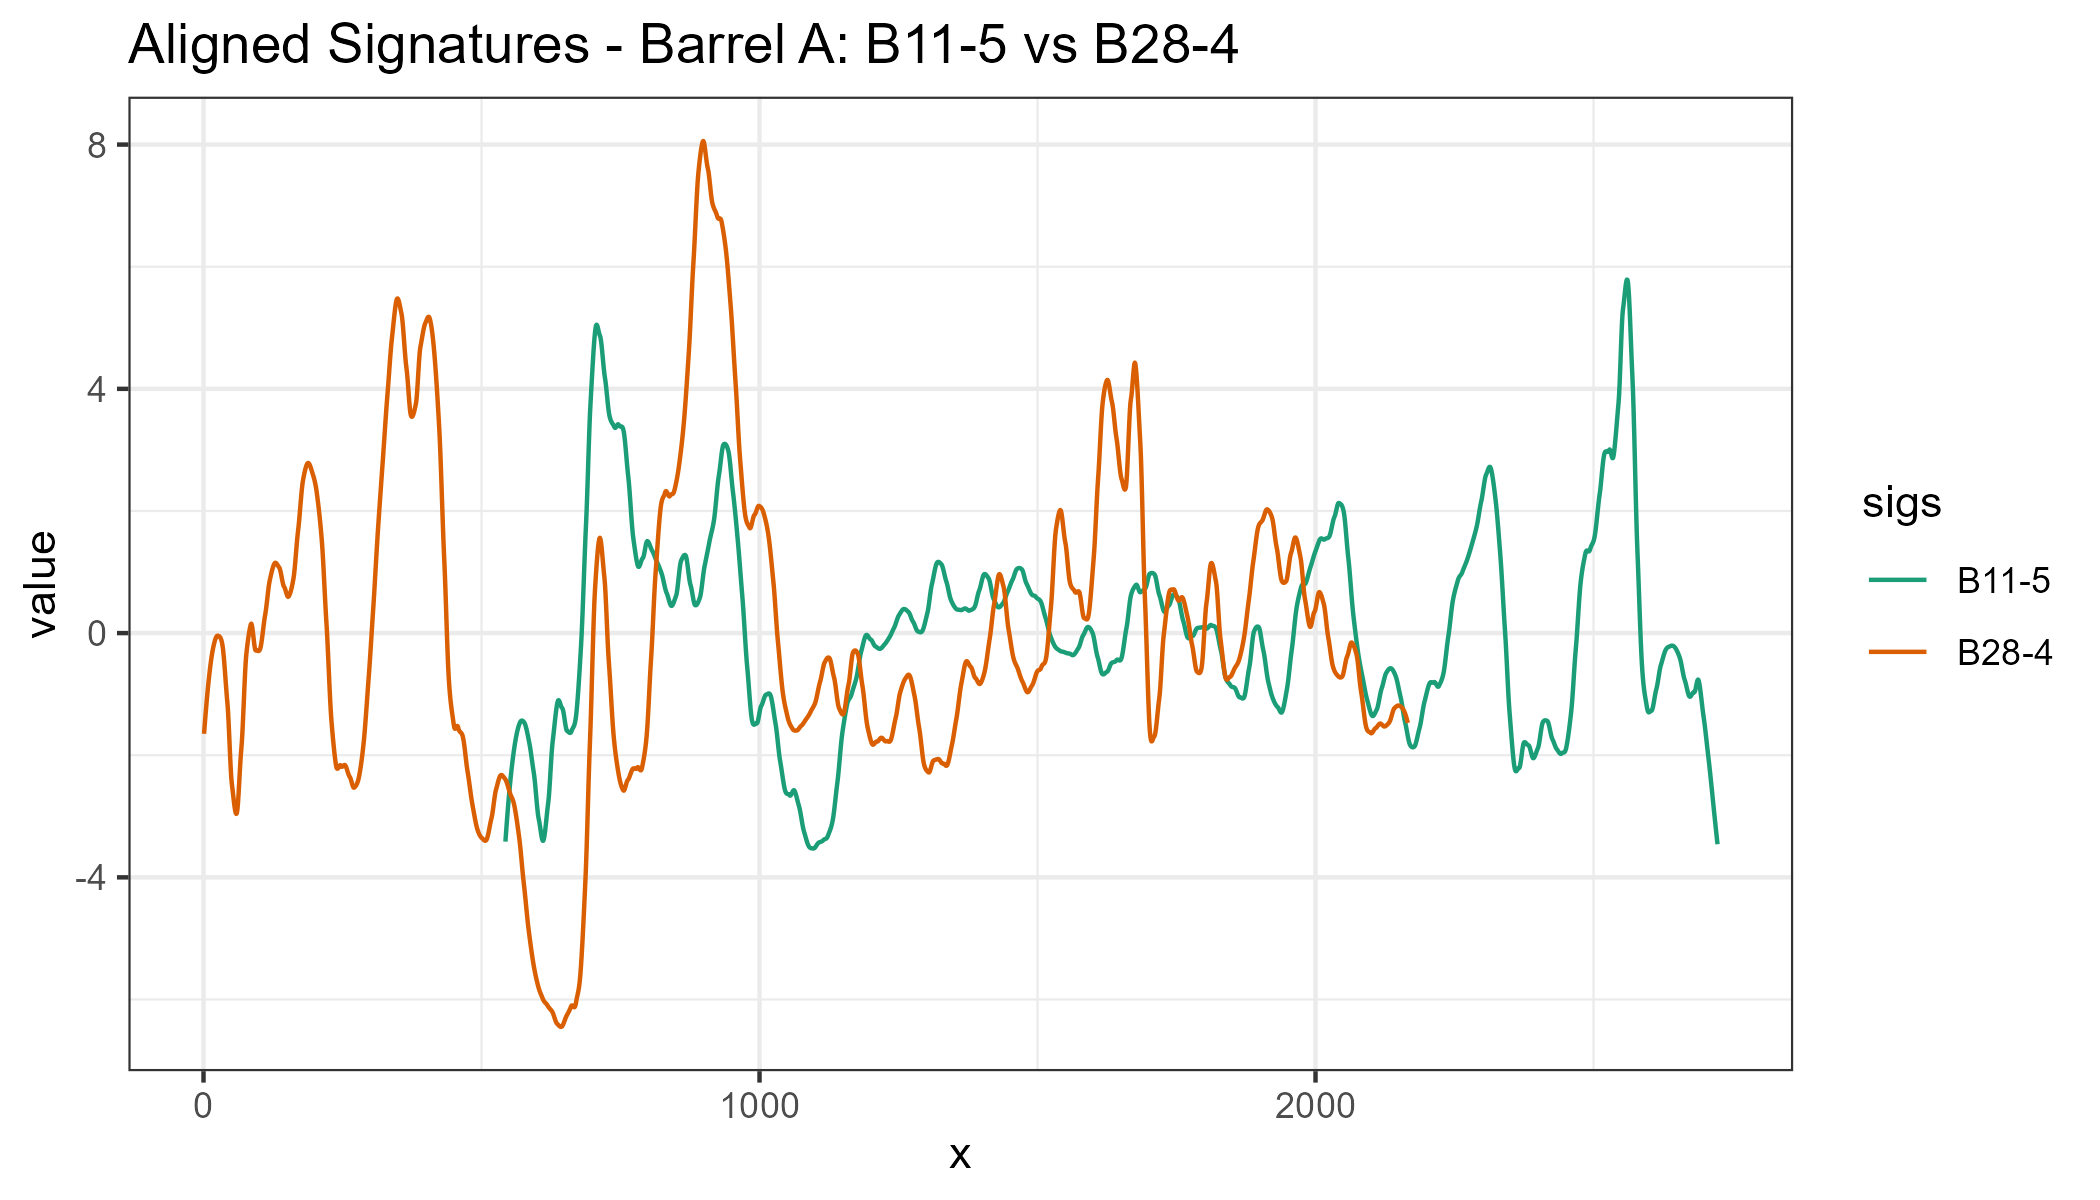 Aligned Signatures - Barrel A: B11-5 vs B28-4
8
4
0
-4
value
0 1000 2000
x
sigs
B11-5
B28-4